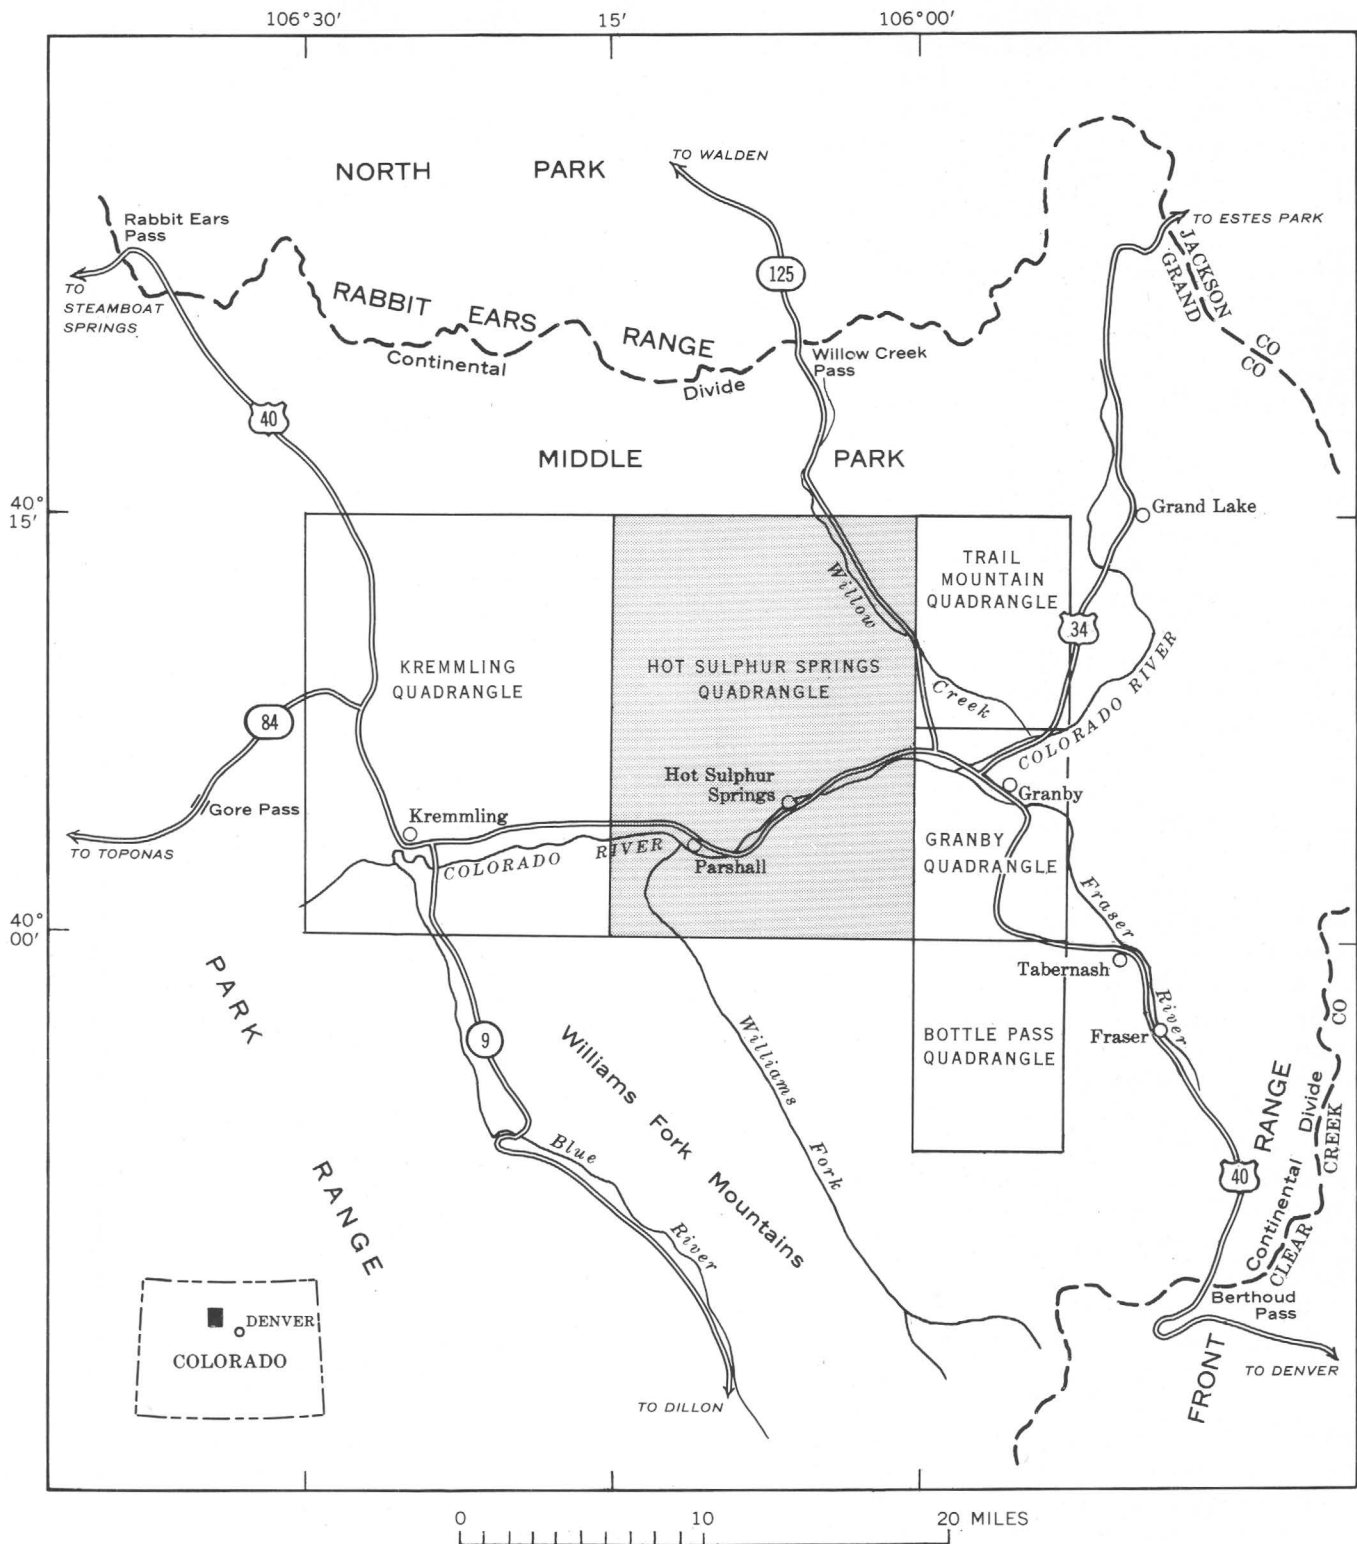 106°30′ 15′ 106°00′
TO WALDEN
NORTH PARK
Rabbit Ears
Pass
TO ESTES PARK
TO
STEAMBOAT
SPRINGS
JACKSON CO
GRAND CO
125
RABBIT EARS RANGE
Continental Divide
Willow Creek
Pass
40
MIDDLE PARK
40°
15′
Grand Lake
TRAIL
MOUNTAIN
QUADRANGLE
Willow Creek
34
KREMMLING
QUADRANGLE
HOT SULPHUR SPRINGS
QUADRANGLE
COLORADO RIVER
84
Hot Sulphur
Springs
Granby
Gore Pass
Kremmling
TO TOPONAS
COLORADO RIVER
Parshall
GRANBY
QUADRANGLE
Fraser River
40°
00′
Tabernash
PARK RANGE
9
Williams Fork Mountains
Williams Fork
BOTTLE PASS
QUADRANGLE
Fraser
Blue River
40
Continental Divide
CLEAR CREEK CO
FRONT RANGE
Berthoud
Pass
DENVER
COLORADO
TO DENVER
TO DILLON
0 10 20 MILES